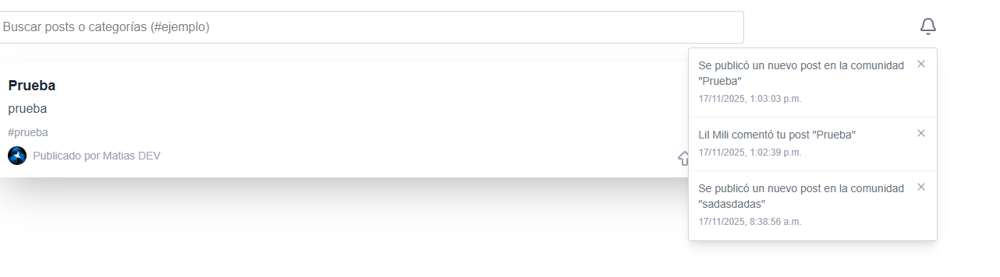 Buscar posts o categorías (#ejemplo)
Prueba
prueba
#prueba
Publicado por Matias DEV
Se publicó un nuevo post en la comunidad
"Prueba"
17/11/2025, 1:03:03 p.m.
Lil Mili comentó tu post "Prueba"
17/11/2025, 1:02:39 p.m.
Se publicó un nuevo post en la comunidad
"sadasdadas"
17/11/2025, 8:38:56 a.m.